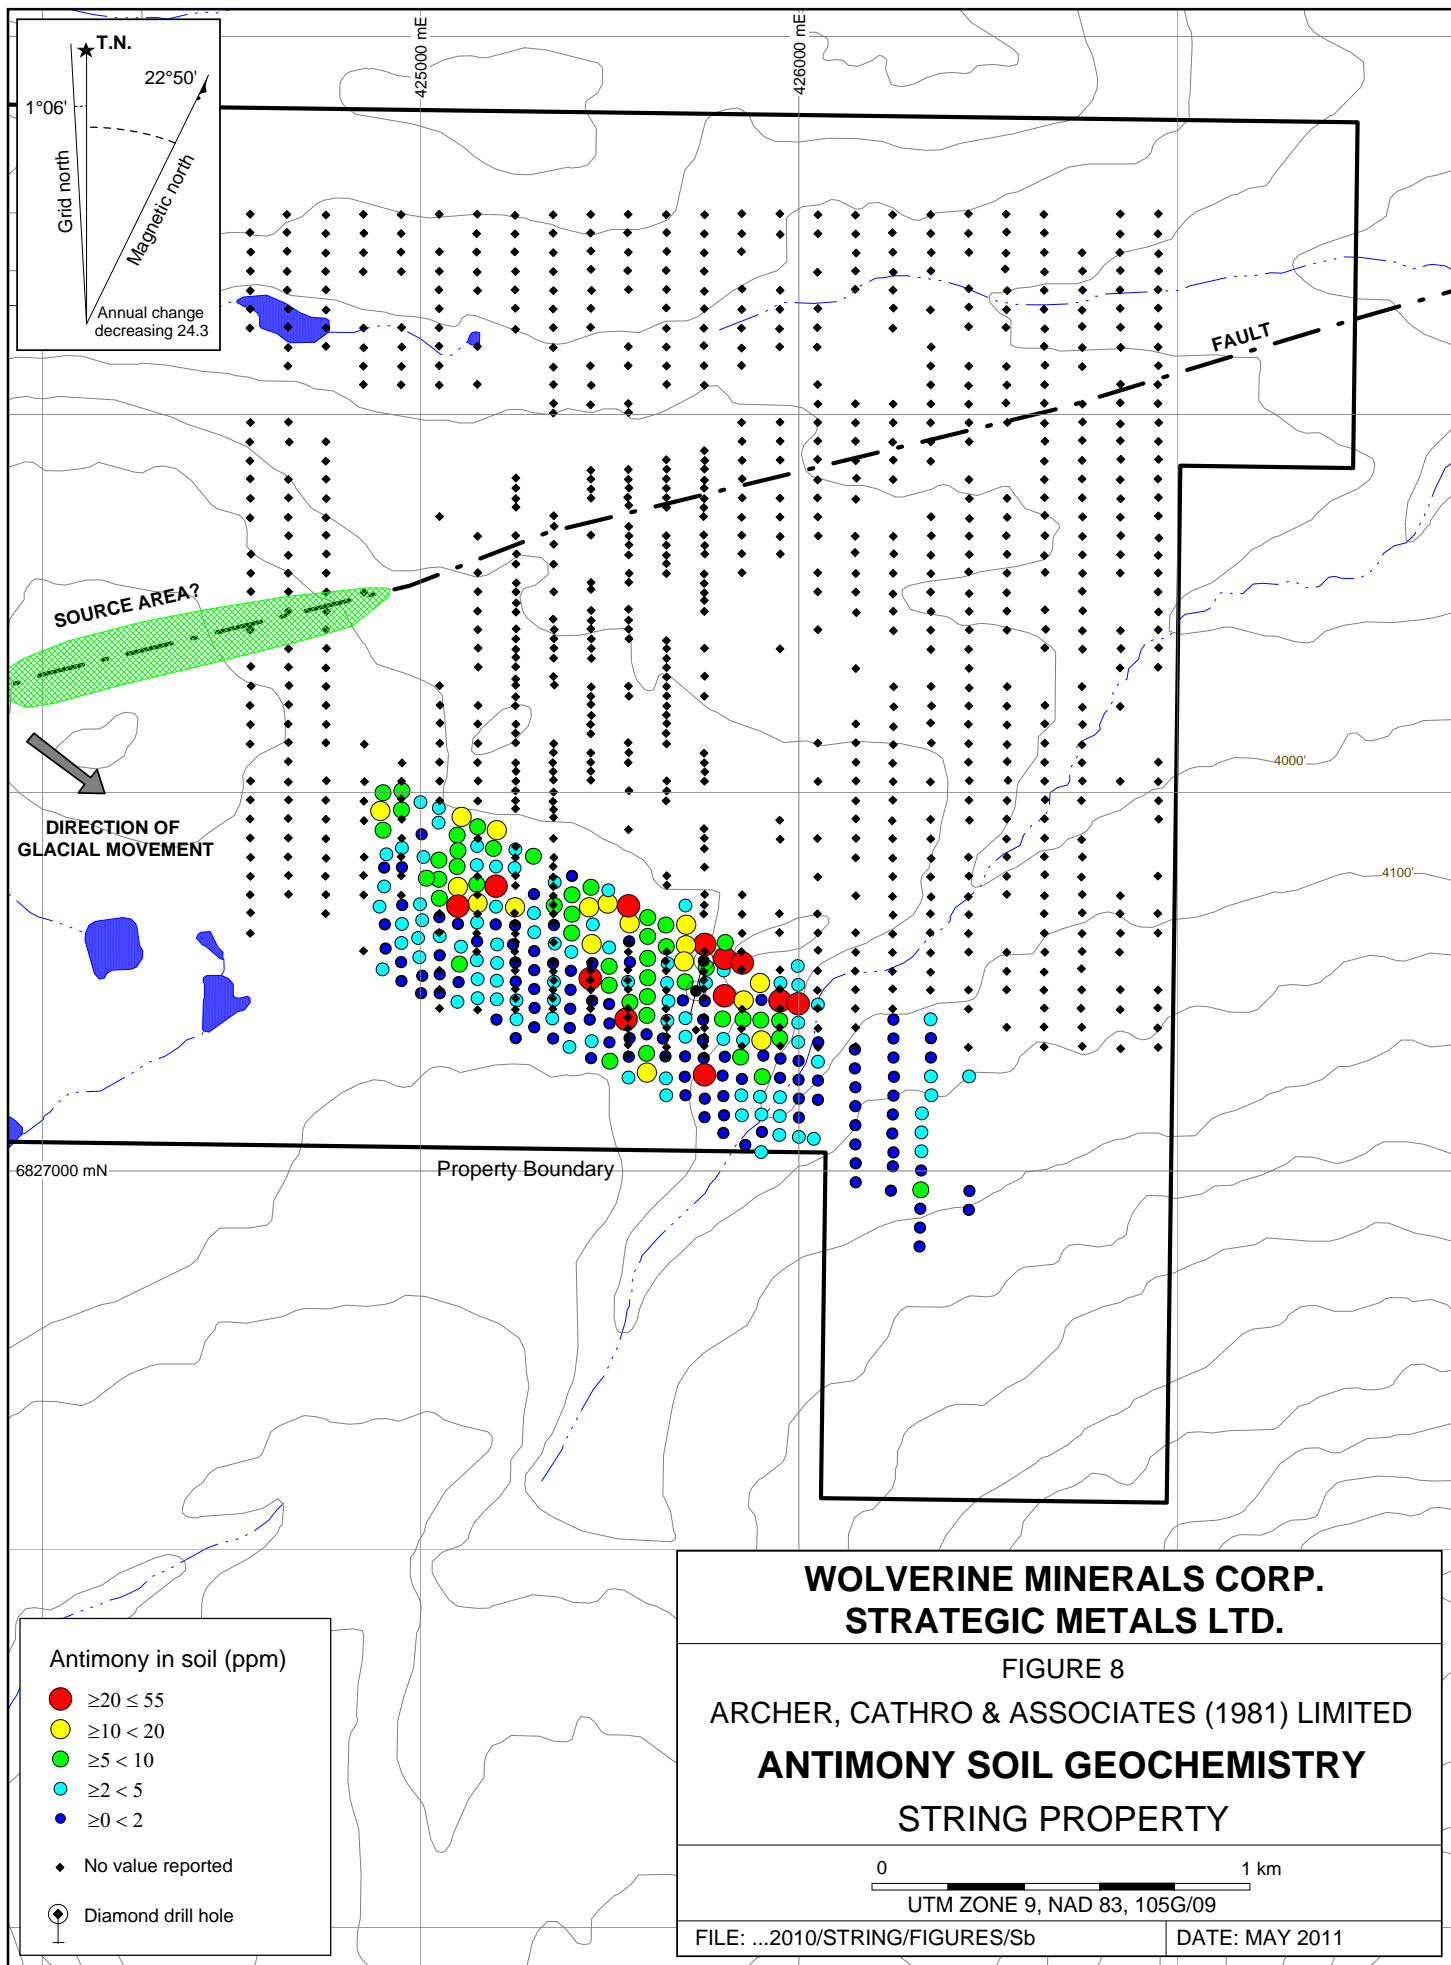 425000 mE
426000 mE
T.N.
22°50'
1°06'
Grid north
Magnetic north
Annual change
decreasing 24.3
FAULT
SOURCE AREA?
DIRECTION OF
GLACIAL MOVEMENT
4000'
4100'
6827000 mN
Property Boundary
Antimony in soil (ppm)
≥20 ≤ 55
≥10 < 20
≥5 < 10
≥2 < 5
≥0 < 2
No value reported
Diamond drill hole
WOLVERINE MINERALS CORP.
STRATEGIC METALS LTD.
FIGURE 8
ARCHER, CATHRO & ASSOCIATES (1981) LIMITED
ANTIMONY SOIL GEOCHEMISTRY
STRING PROPERTY
0 1 km
UTM ZONE 9, NAD 83, 105G/09
FILE: ...2010/STRING/FIGURES/Sb DATE: MAY 2011